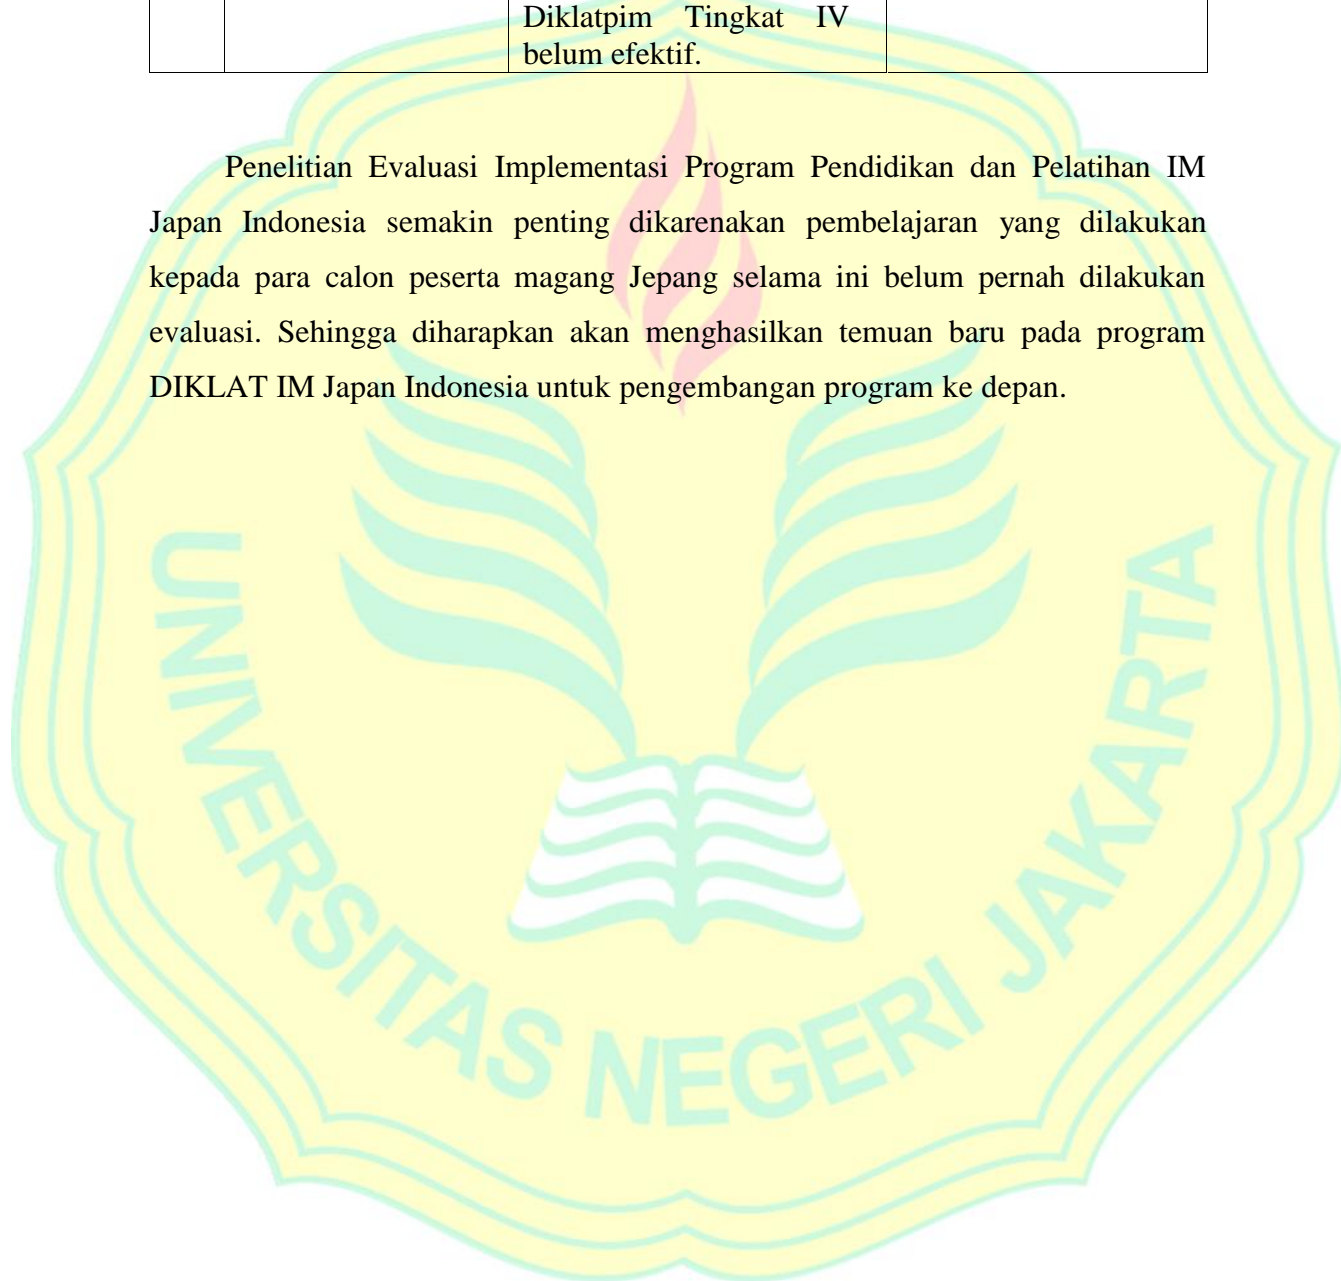 Diklatpim Tingkat IV
belum efektif.
Penelitian Evaluasi Implementasi Program Pendidikan dan Pelatihan IM
Japan Indonesia semakin penting dikarenakan pembelajaran yang dilakukan
kepada para calon peserta magang Jepang selama ini belum pernah dilakukan
evaluasi. Sehingga diharapkan akan menghasilkan temuan baru pada program
DIKLAT IM Japan Indonesia untuk pengembangan program ke depan.
UNIVERSITAS NEGERI JAKARTA